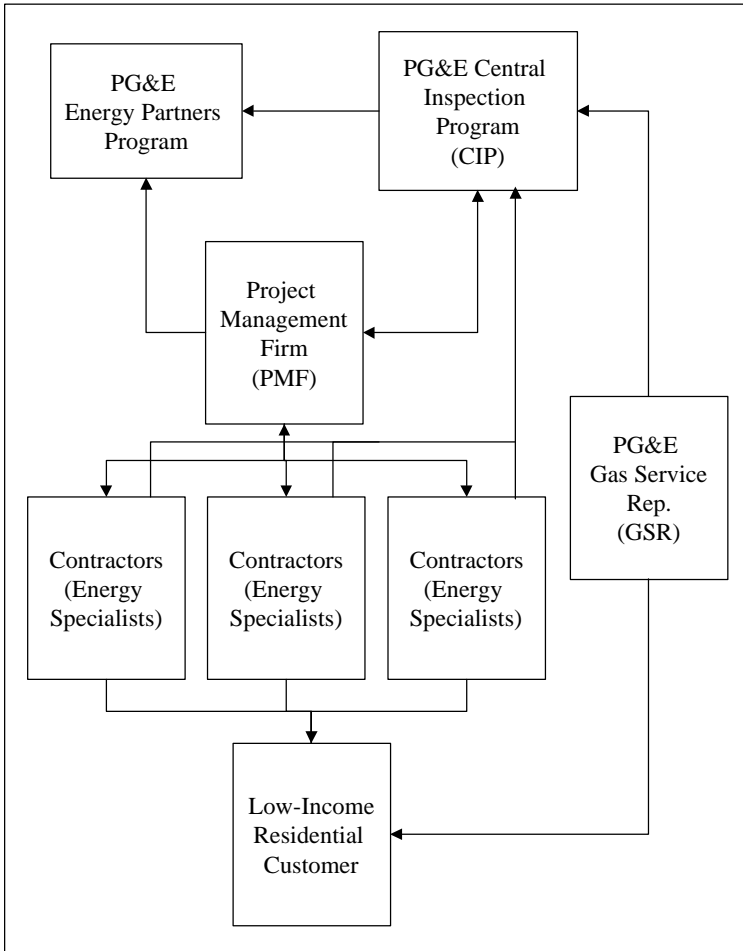 PG&E
Energy Partners
Program
PG&E Central
Inspection
Program
(CIP)
Project
Management
Firm
(PMF)
PG&E
Gas Service
Rep.
(GSR)
Contractors
(Energy
Specialists)
Contractors
(Energy
Specialists)
Contractors
(Energy
Specialists)
Low-Income
Residential
Customer